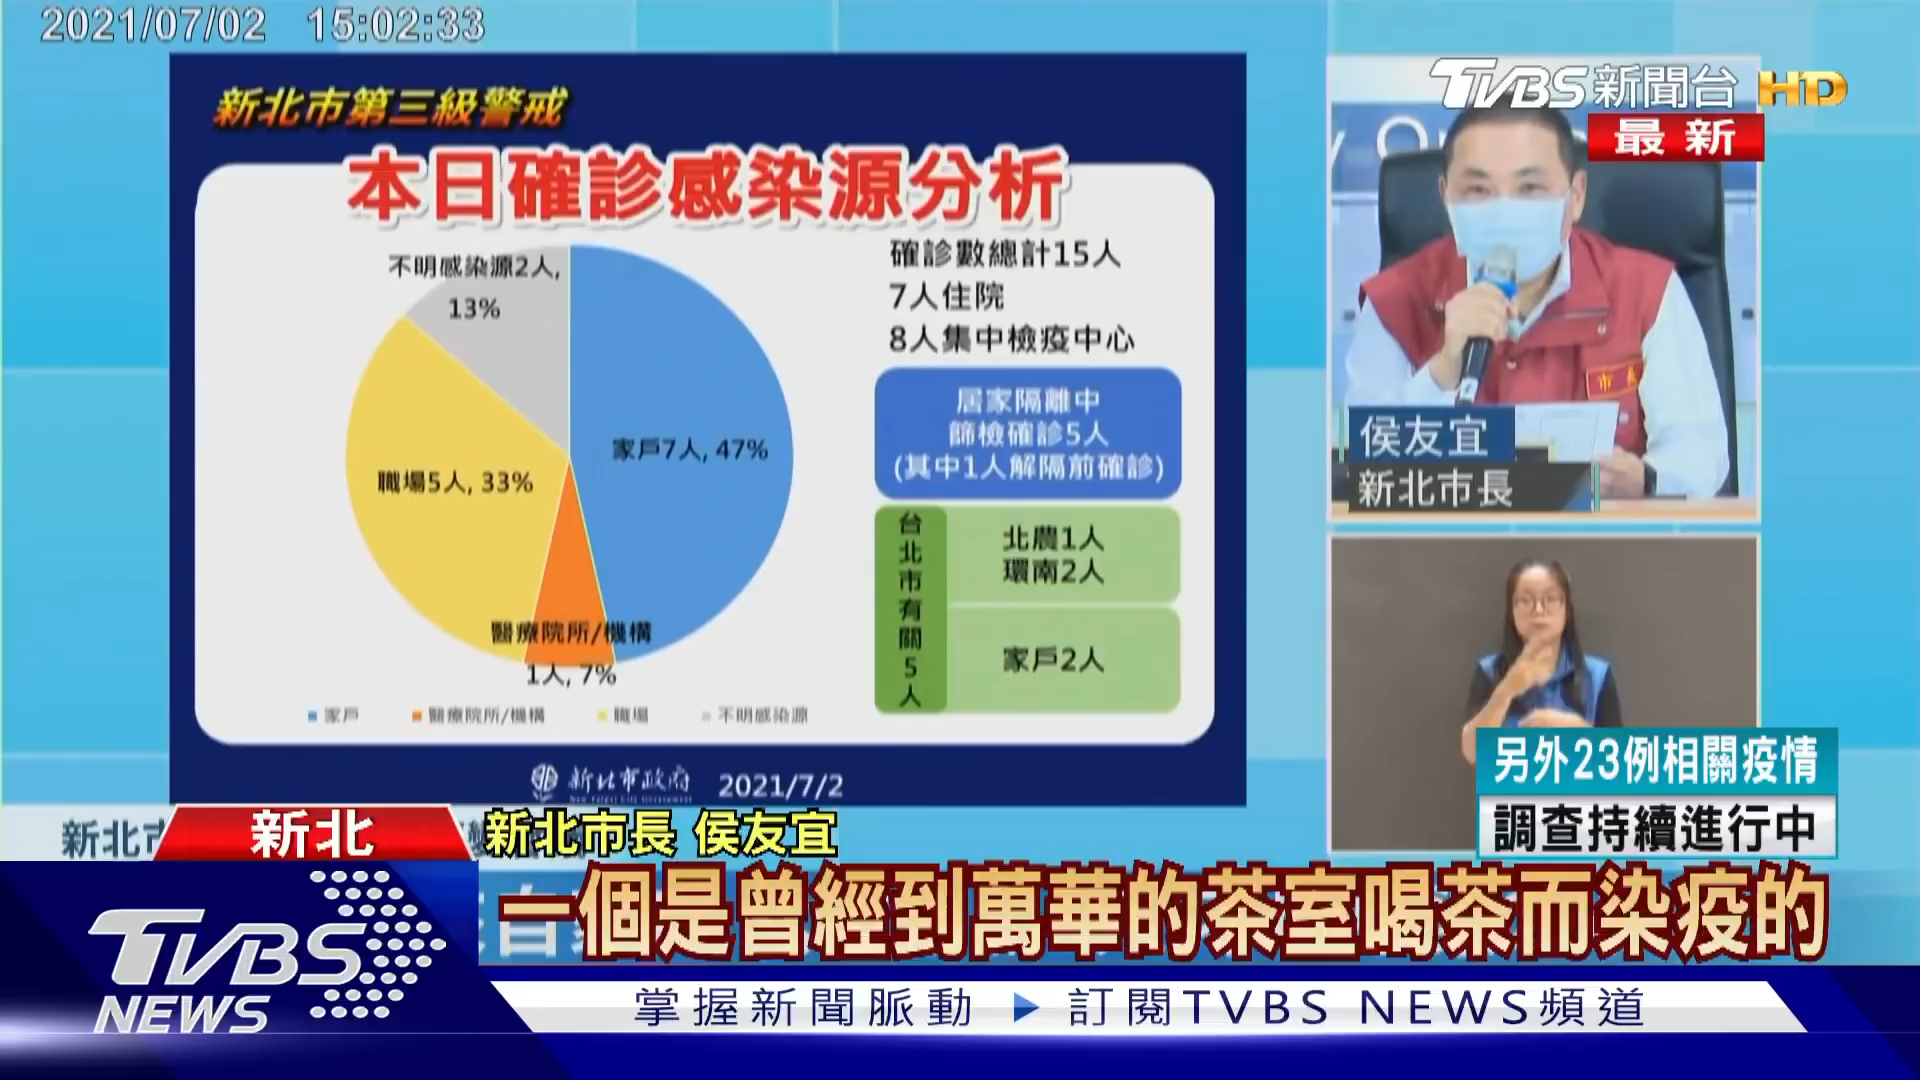 2021/07/02 15:02:33
新北市第三級警戒
本日確診感染源分析
不明感染源2人,
13%
家戶7人, 47%
職場5人, 33%
醫療院所/機構
1人, 7%
家戶
醫療院所/機構
職場
不明感染源
確診數總計15人
7人住院
8人集中檢疫中心
居家隔離中
篩檢確診5人
(其中1人解隔前確診)
台北市有關5人
北農1人
環南2人
家戶2人
新北市政府
2021/7/2
TVBS新聞台 HD
最新
侯友宜
新北市長
另外23例相關疫情
調查持續進行中
新北
新北市長 侯友宜
一個是曾經到萬華的茶室喝茶而染疫的
TVBS
NEWS
掌握新聞脈動 訂閱TVBS NEWS頻道